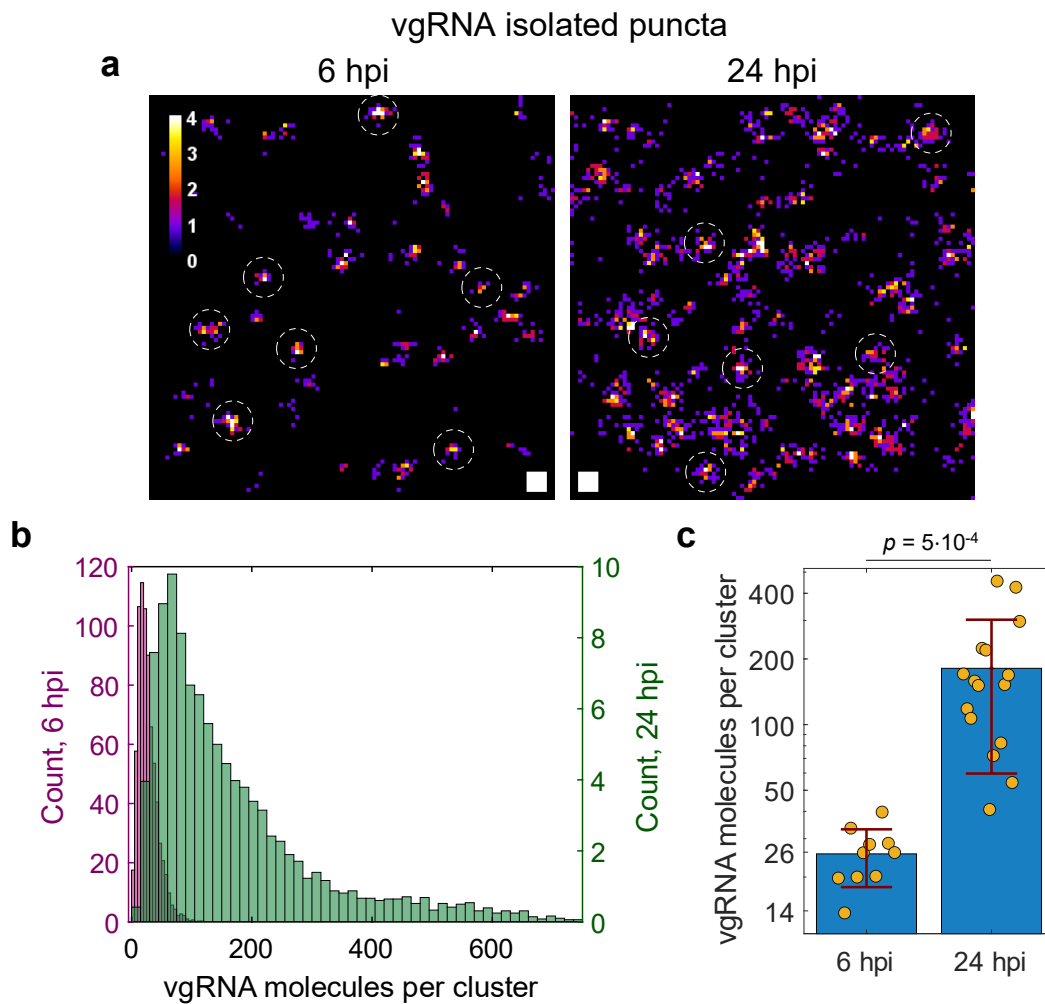 vgRNA isolated puncta
a
6 hpi
24 hpi
4
3
2
1
0
b
120
100
80
60
40
20
0
Count, 6 hpi
10
8
6
4
2
0
Count, 24 hpi
0
200
400
600
vgRNA molecules per cluster
c
p = 5·10⁻⁴
400
200
100
50
26
14
vgRNA molecules per cluster
6 hpi
24 hpi